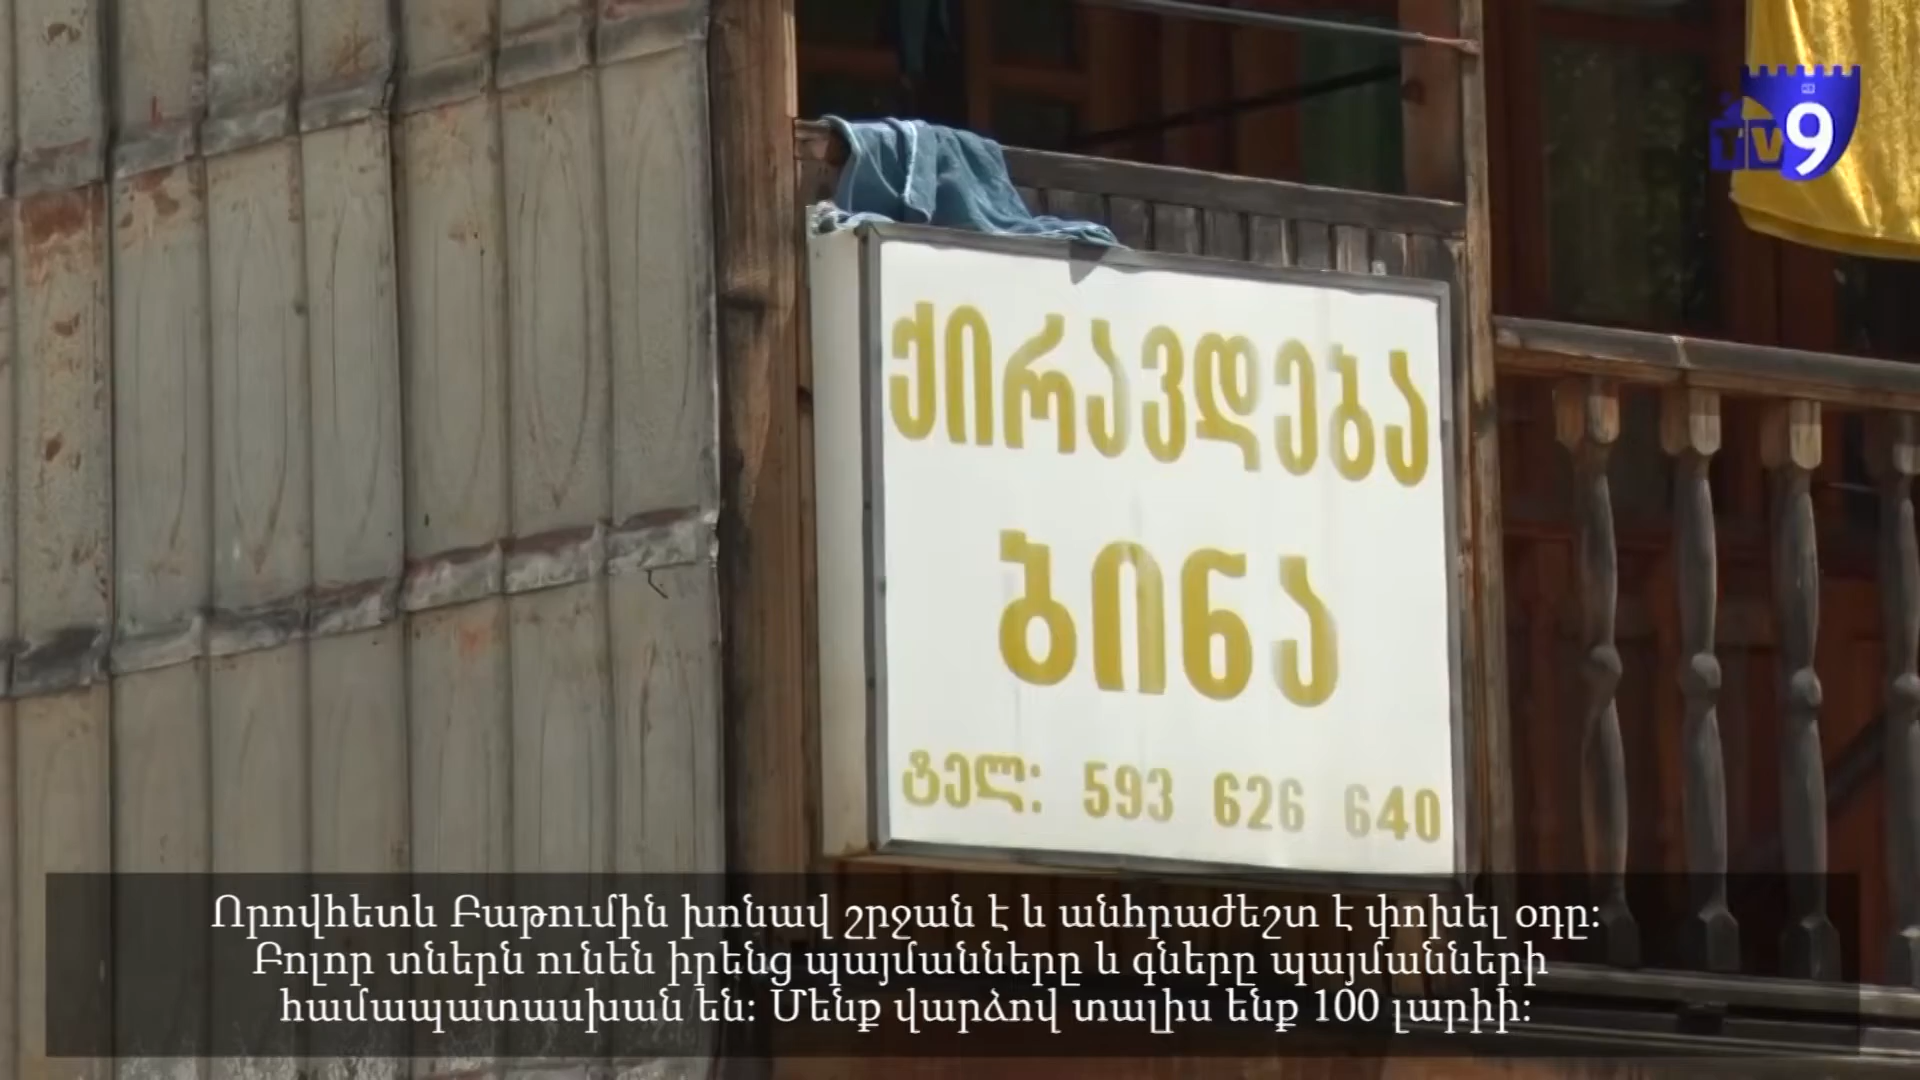 TV9
ქირავდება
ბინა
ტელ: 593 626 640
Որովհետև Բաթումին խոնավ շրջան է և անհրաժեշտ է փոխել օդը:
Բոլոր տներն ունեն իրենց պայմանները և գները պայմանների
համապատասխան են: Մենք վարձով տալիս ենք 100 լարիի: